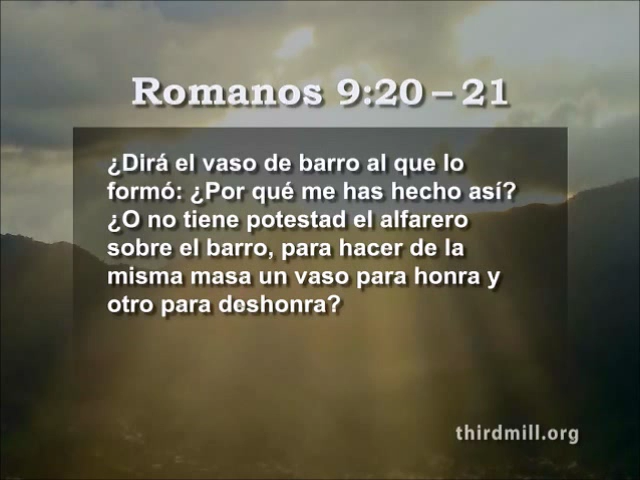 Romanos 9:20 – 21
¿Dirá el vaso de barro al que lo
formó: ¿Por qué me has hecho así?
¿O no tiene potestad el alfarero
sobre el barro, para hacer de la
misma masa un vaso para honra y
otro para deshonra?
thirdmill.org